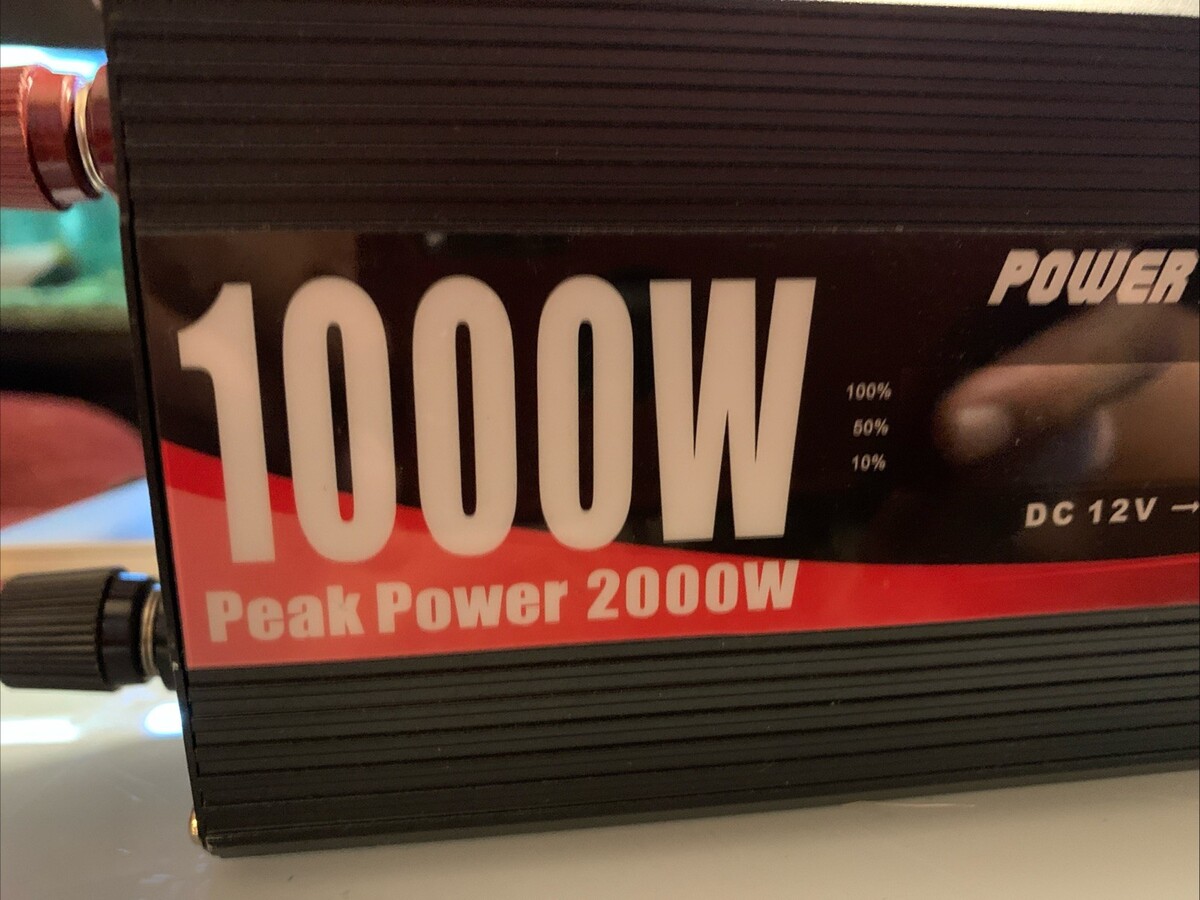 1000W
POWER
100%
50%
10%
DC 12V →
Peak Power 2000W